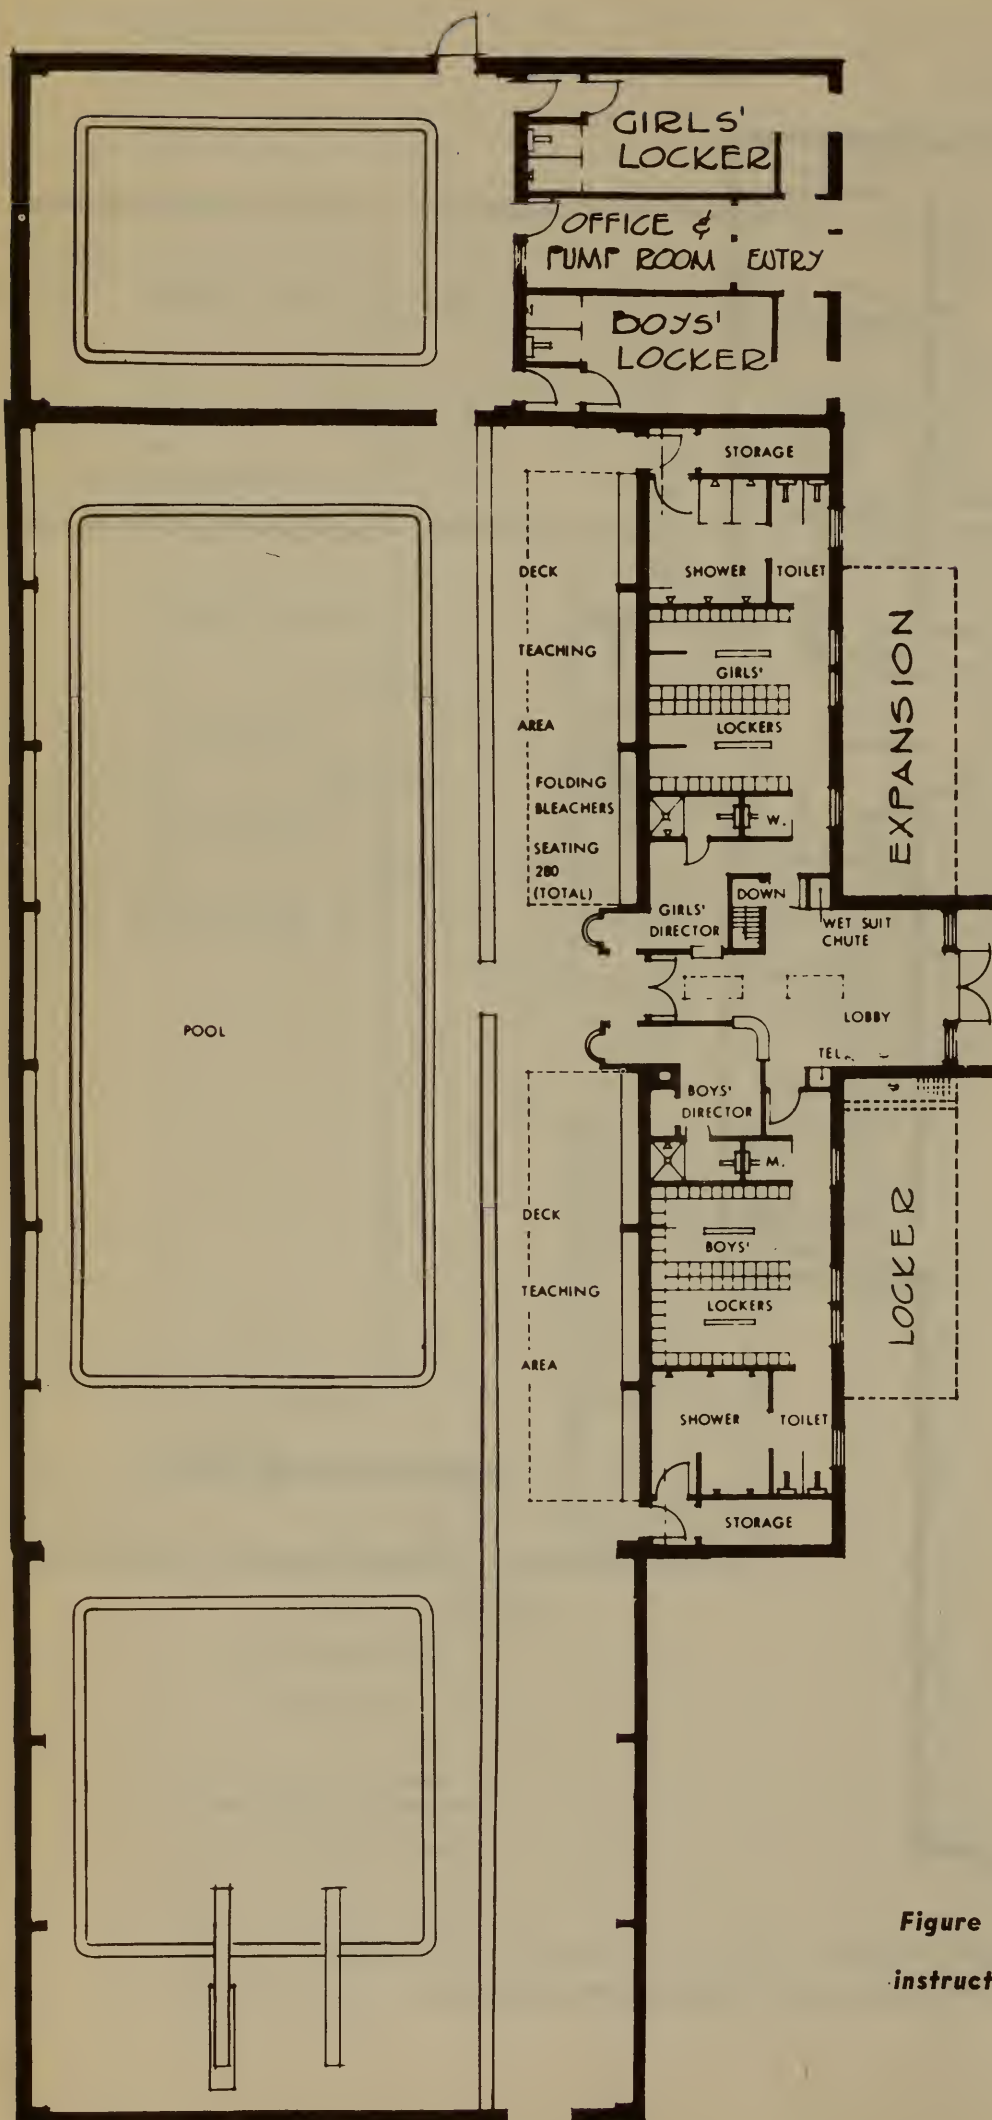 GIRLS'
LOCKER
OFFICE &
PUMP ROOM
ENTRY
BOYS'
LOCKER
STORAGE
DECK
TEACHING
AREA
FOLDING
BLEACHERS
SEATING
280
(TOTAL)
SHOWER
TOILET
GIRLS'
LOCKERS
W.
EXPANSION
GIRLS'
DIRECTOR
DOWN
WET SUIT
CHUTE
POOL
LOBBY
BOYS'
DIRECTOR
M.
DECK
TEACHING
AREA
BOYS'
LOCKERS
LOCKER
SHOWER
TOILET
STORAGE
Figure
instruct